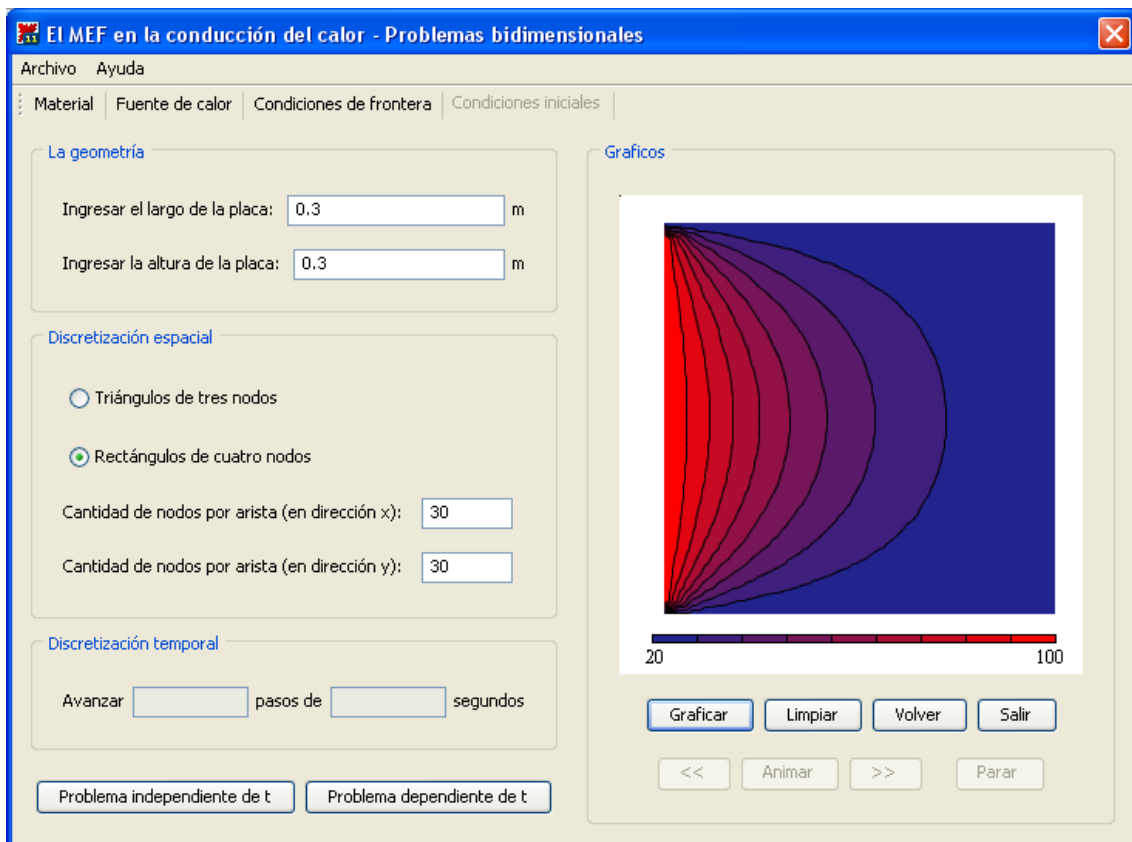 El MEF en la conducción del calor - Problemas bidimensionales
Archivo Ayuda
Material Fuente de calor Condiciones de frontera Condiciones iniciales
La geometría
Ingresar el largo de la placa: 0.3 m
Ingresar la altura de la placa: 0.3 m
Discretización espacial
Triángulos de tres nodos
Rectángulos de cuatro nodos
Cantidad de nodos por arista (en dirección x): 30
Cantidad de nodos por arista (en dirección y): 30
Discretización temporal
Avanzar pasos de segundos
Problema independiente de t Problema dependiente de t
Graficos
20 100
Graficar Limpiar Volver Salir
<< Animar >> Parar